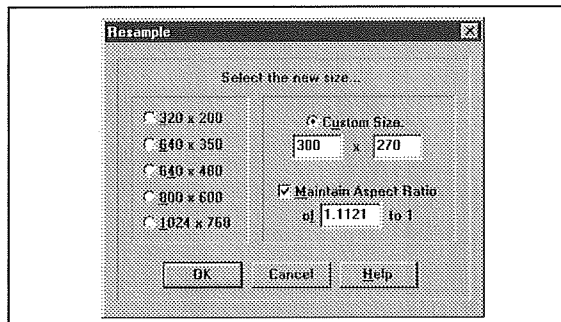 Resample
Select the new size...
320 x 200
640 x 350
640 x 480
800 x 600
1024 x 768
Custom Size.
300 x 270
Maintain Aspect Ratio
of 1.1121 to 1
OK Cancel Help